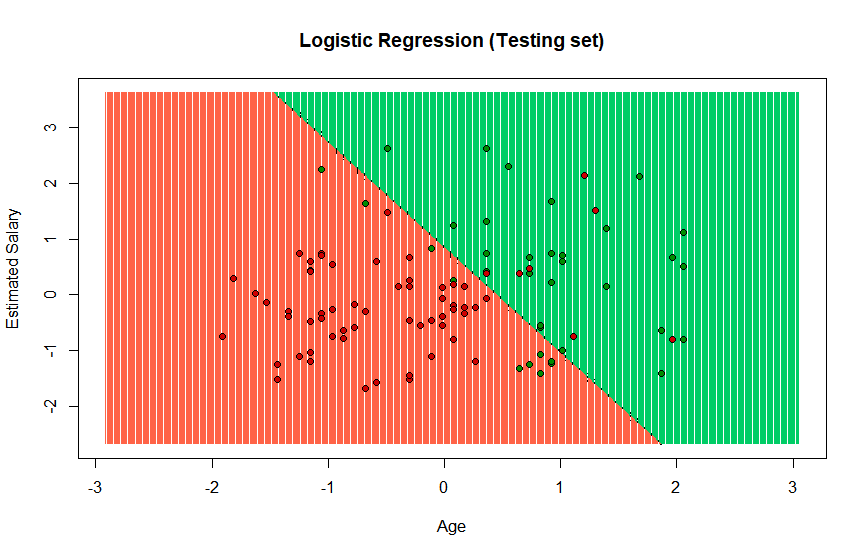 Logistic Regression (Testing set)
Estimated Salary
3
2
1
0
-1
-2
-3 -2 -1 0 1 2 3
Age